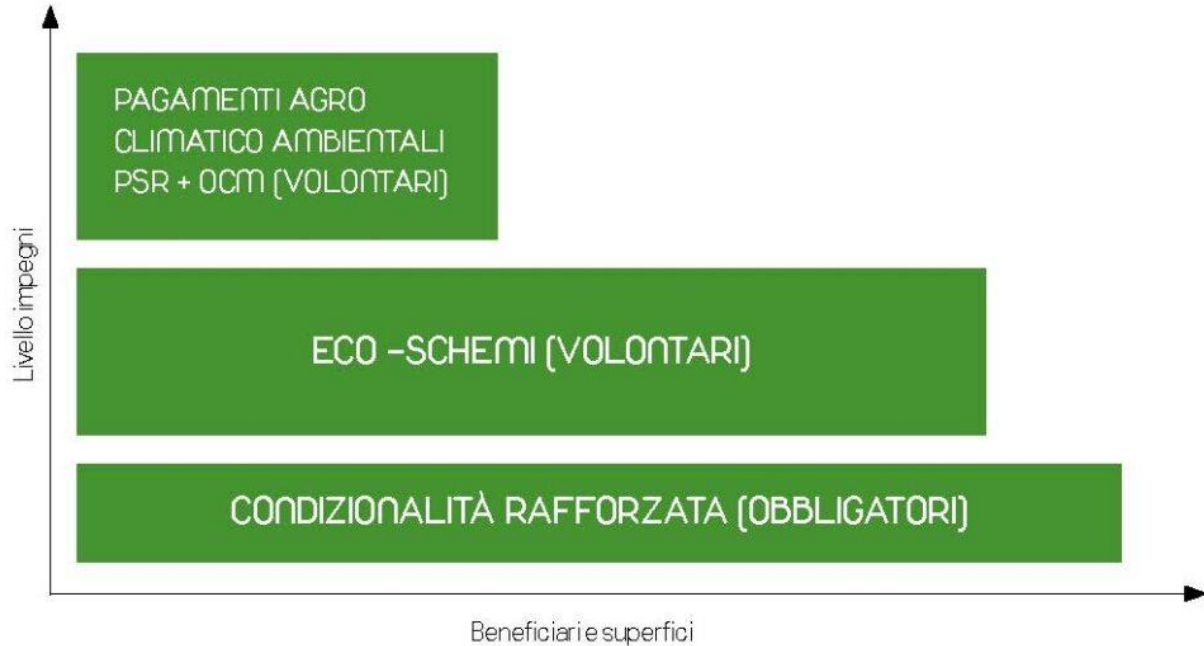 PAGAMENTI AGRO
CLIMATICO AMBIENTALI
PSR + OCM (VOLONTARI)
Livello impegni
ECO -SCHEMI (VOLONTARI)
CONDIZIONALITÀ RAFFORZATA (OBBLIGATORI)
Beneficiari e superfici